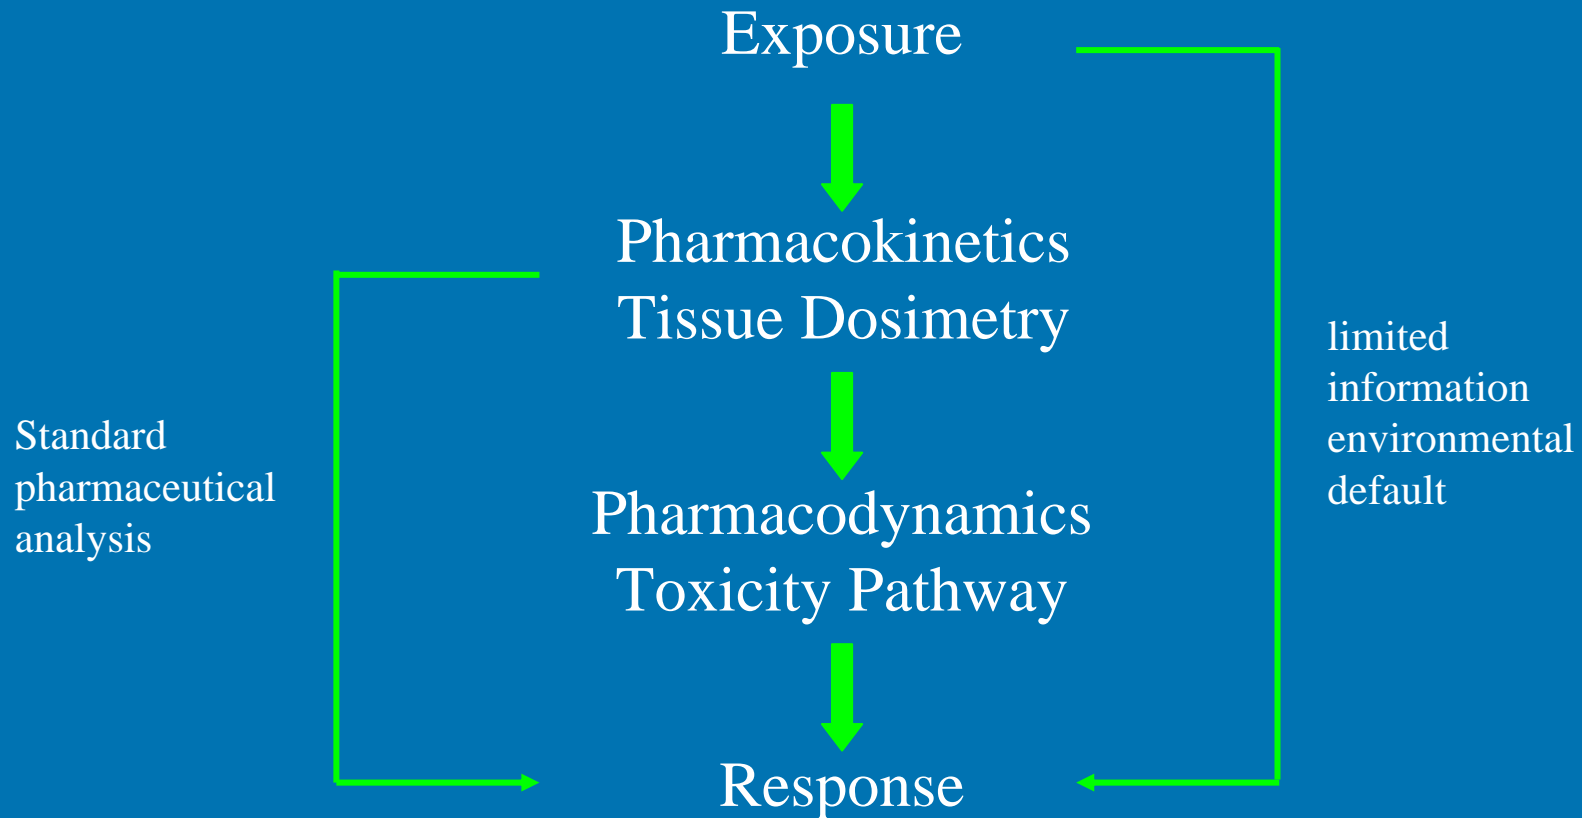 Exposure
Pharmacokinetics
Tissue Dosimetry
Pharmacodynamics
Toxicity Pathway
Response
Standard
pharmaceutical
analysis
limited
information
environmental
default